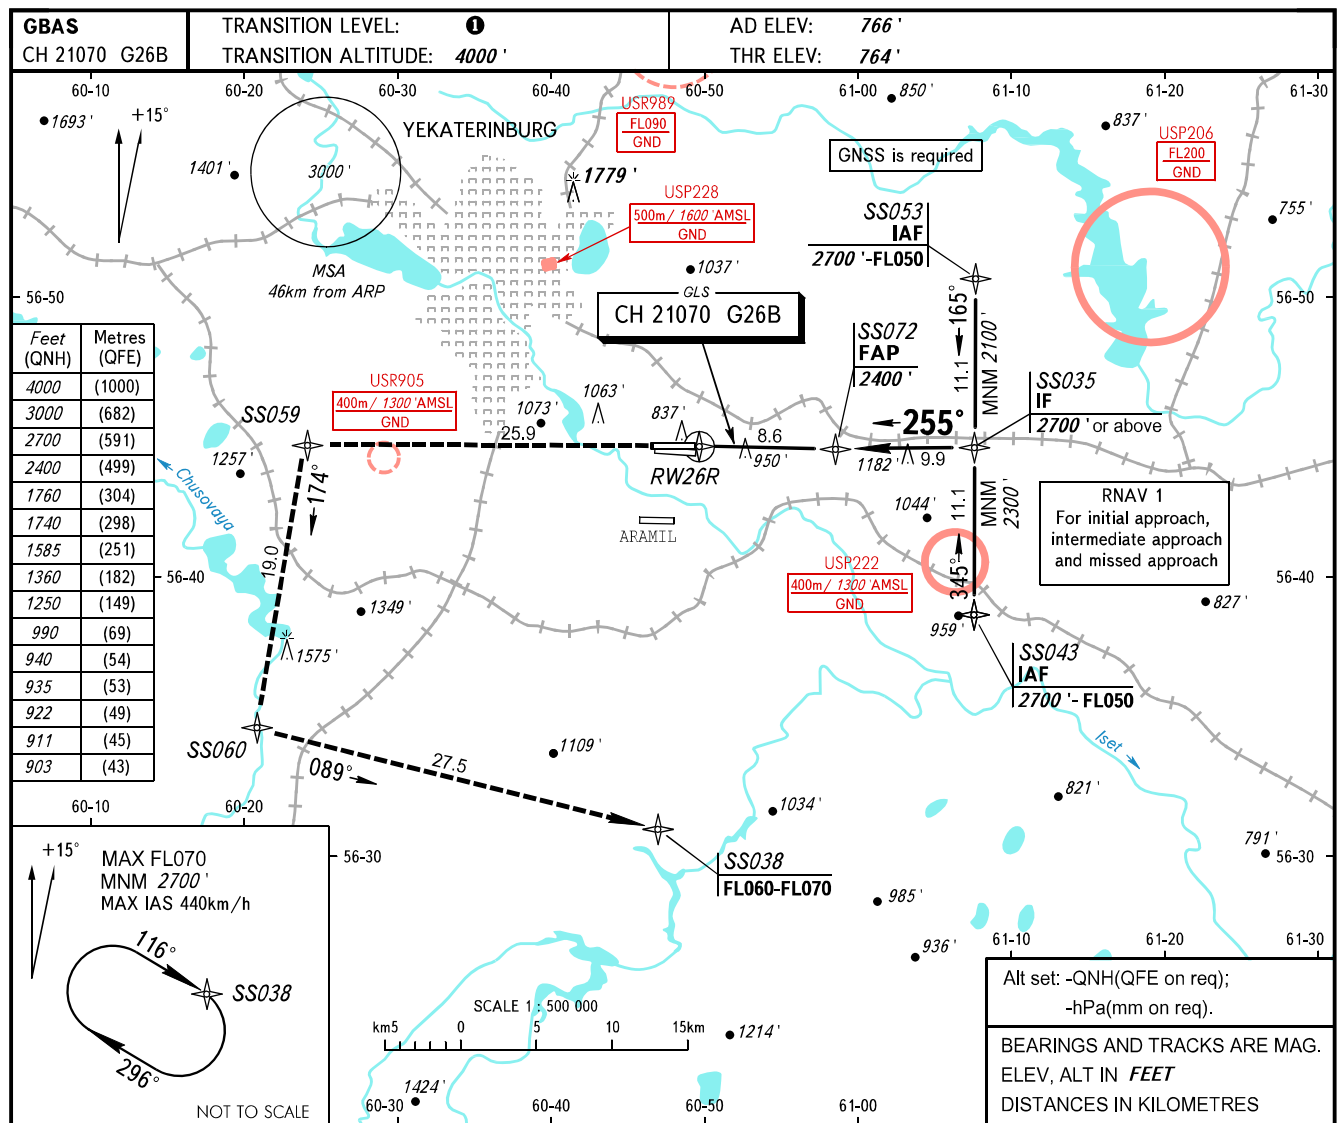 GBAS
CH 21070 G26B
TRANSITION LEVEL: ❶
TRANSITION ALTITUDE: 4000 '
AD ELEV: 766 '
THR ELEV: 764 '
60-10
60-20
60-30
60-40
60-50
61-00
61-10
61-20
61-30
1693'
+15°
1401'
3000'
MSA
46km from ARP
YEKATERINBURG
USR989
FL090
GND
1779 '
USP228
500m/ 1600 'AMSL
GND
1037'
850'
837'
GNSS is required
USP206
FL200
GND
755'
SS053
IAF
2700 '-FL050
56-50
56-50
GLS
CH 21070 G26B
SS072
FAP
2400 '
165°
11.1
MNM 2100'
SS035
IF
2700 ' or above
Feet
(QNH)
Metres
(QFE)
4000 (1000)
3000 (682)
2700 (591)
2400 (499)
1760 (304)
1740 (298)
1585 (251)
1360 (182)
1250 (149)
990 (69)
940 (54)
935 (53)
922 (49)
911 (45)
903 (43)
USR905
400m/ 1300 'AMSL
GND
SS059
1073'
1063'
837'
25.9
8.6
950'
RW26R
255°
1182'
9.9
1257'
Chusovaya
174°
19.0
ARAMIL
1044'
11.1
MNM
2300'
345°
RNAV 1
For initial approach,
intermediate approach
and missed approach
USP222
400m/ 1300 'AMSL
GND
56-40
56-40
1349'
959'
827'
1575'
SS043
IAF
2700 '- FL050
SS060
089°
27.5
1109'
Iset
821'
1034'
791'
60-10
60-20
56-30
56-30
SS038
FL060-FL070
985'
936'
61-10
61-20
61-30
+15°
MAX FL070
MNM 2700 '
MAX IAS 440km/h
116°
SS038
296°
NOT TO SCALE
SCALE 1 : 500 000
km5 0 5 10 15km
1214'
1424'
60-30
60-40
60-50
61-00
Alt set: -QNH(QFE on req);
-hPa(mm on req).
BEARINGS AND TRACKS ARE MAG.
ELEV, ALT IN FEET
DISTANCES IN KILOMETRES